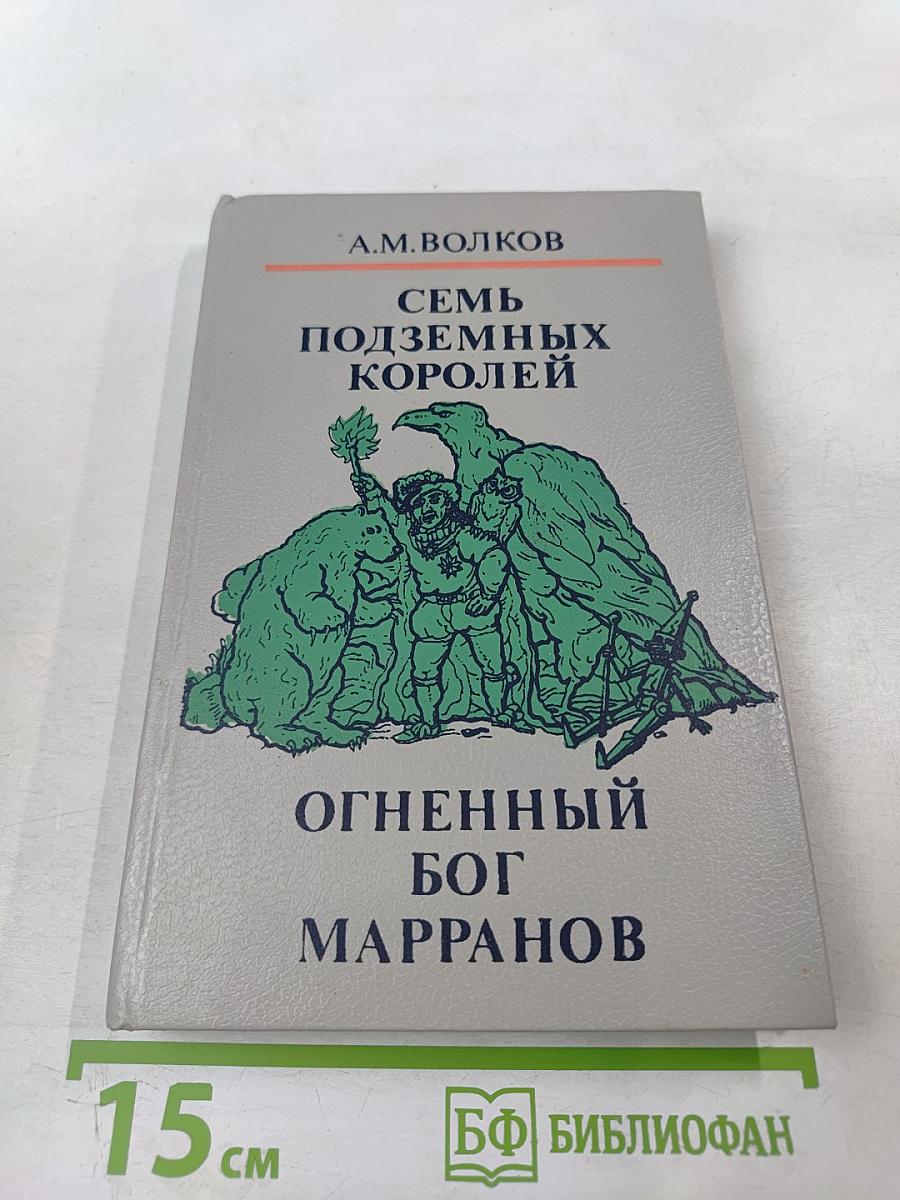 А.М.ВОЛКОВ
СЕМЬ
ПОДЗЕМНЫХ
КОРОЛЕЙ
ОГНЕННЫЙ
БОГ
МАРРАНОВ
15 см
БФ БИБЛИОФАН